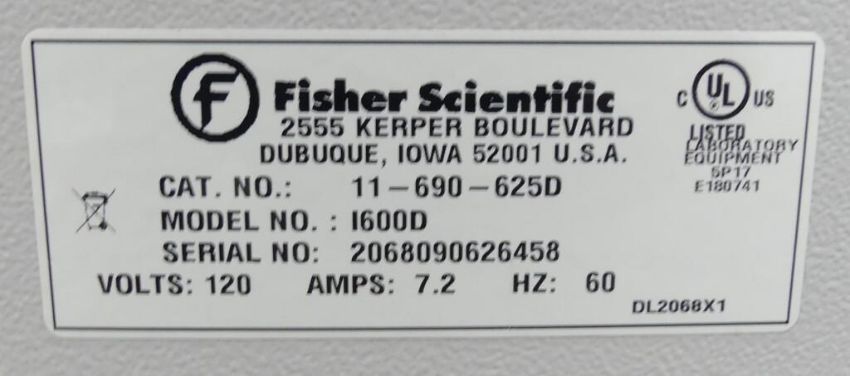 F Fisher Scientific
2555 KERPER BOULEVARD
DUBUQUE, IOWA 52001 U.S.A.
CAT. NO.: 11-690-625D
MODEL NO. : I600D
SERIAL NO: 2068090626458
VOLTS: 120 AMPS: 7.2 HZ: 60
DL2068X1
C UL US
®
LISTED
LABORATORY
EQUIPMENT
5P17
E180741